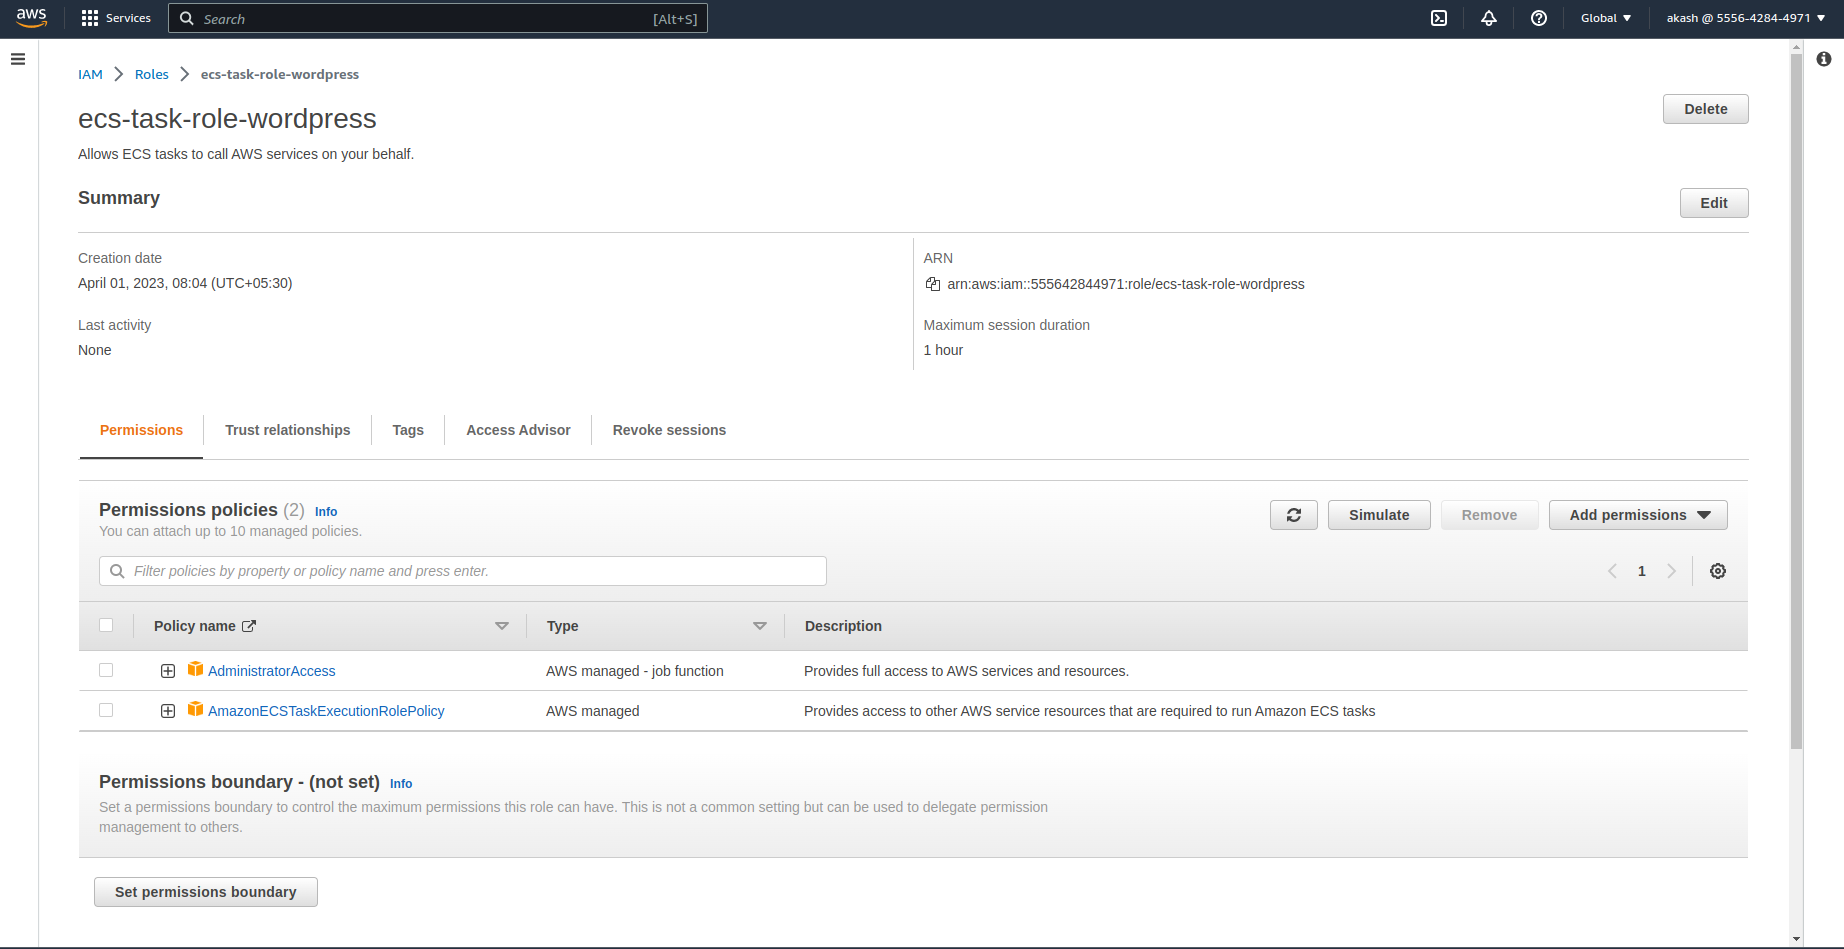 aws
Services
Search
[Alt+S]
Global
akash @ 5556-4284-4971
IAM > Roles > ecs-task-role-wordpress
ecs-task-role-wordpress
Delete
Allows ECS tasks to call AWS services on your behalf.
Summary
Edit
Creation date
April 01, 2023, 08:04 (UTC+05:30)
ARN
arn:aws:iam::555642844971:role/ecs-task-role-wordpress
Last activity
None
Maximum session duration
1 hour
Permissions
Trust relationships
Tags
Access Advisor
Revoke sessions
Permissions policies (2) Info
You can attach up to 10 managed policies.
Simulate
Remove
Add permissions
Filter policies by property or policy name and press enter.
1
Policy name
Type
Description
AdministratorAccess
AWS managed - job function
Provides full access to AWS services and resources.
AmazonECSTaskExecutionRolePolicy
AWS managed
Provides access to other AWS service resources that are required to run Amazon ECS tasks
Permissions boundary - (not set) Info
Set a permissions boundary to control the maximum permissions this role can have. This is not a common setting but can be used to delegate permission
management to others.
Set permissions boundary